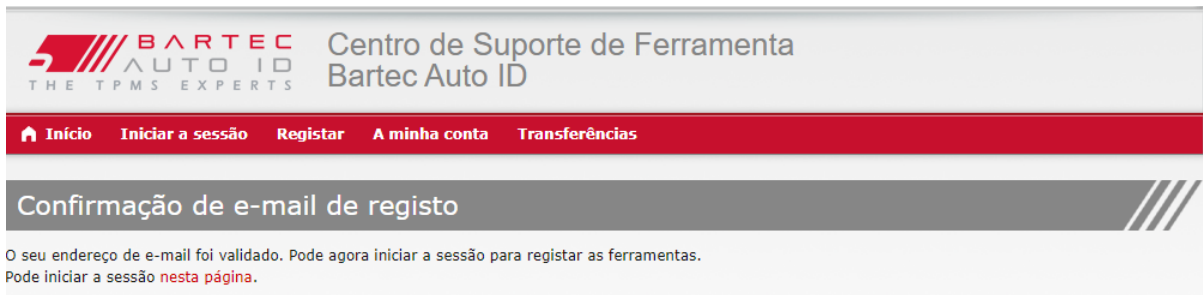 BARTEC
AUTO ID
THE TPMS EXPERTS
Centro de Suporte de Ferramenta
Bartec Auto ID
Início Iniciar a sessão Registar A minha conta Transferências
Confirmação de e-mail de registo
O seu endereço de e-mail foi validado. Pode agora iniciar a sessão para registar as ferramentas.
Pode iniciar a sessão nesta página.